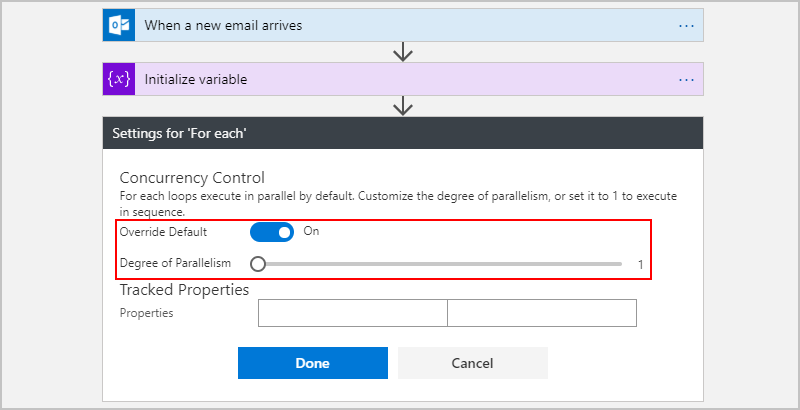 When a new email arrives
{x} Initialize variable
Settings for 'For each'
Concurrency Control
For each loops execute in parallel by default. Customize the degree of parallelism, or set it to 1 to execute
in sequence.
Override Default On
Degree of Parallelism 1
Tracked Properties
Properties
Done Cancel